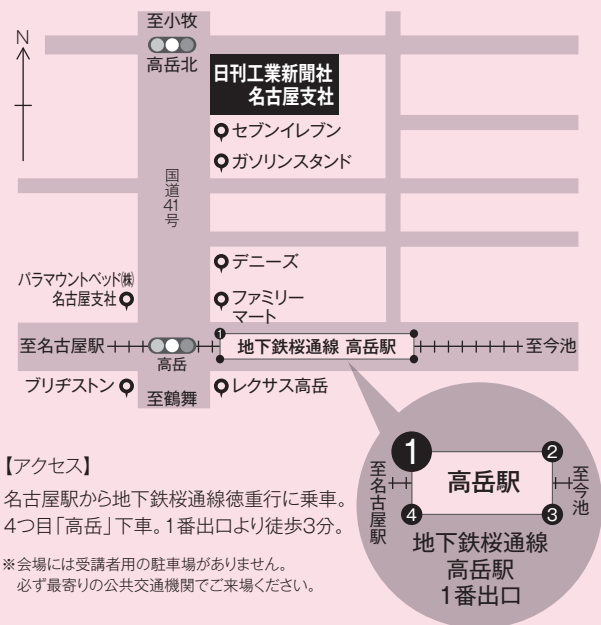 至小牧
N
高岳北
日刊工業新聞社
名古屋支社
セブンイレブン
ガソリンスタンド
国道41号
デニーズ
パラマウントベッド㈱
名古屋支社
ファミリー
マート
至名古屋駅
1
地下鉄桜通線 高岳駅
至今池
高岳
ブリヂストン
至鶴舞
レクサス高岳
1
2
至名古屋駅
高岳駅
至今池
4
3
地下鉄桜通線
高岳駅
1番出口
【アクセス】
名古屋駅から地下鉄桜通線徳重行に乗車。
4つ目「高岳」下車。1番出口より徒歩3分。
※会場には受講者用の駐車場がありません。
必ず最寄りの公共交通機関でご来場ください。